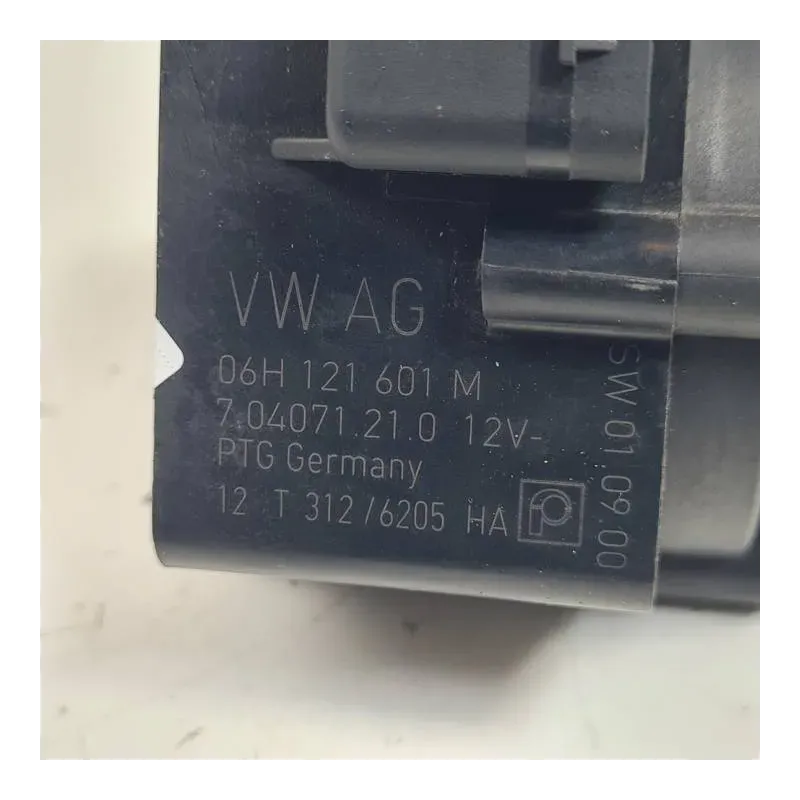 VW AG
06H 121 601 M
7.04071.21.0 12V-
PTG Germany
12 T 312 /6205 HA
SW 01.09.00